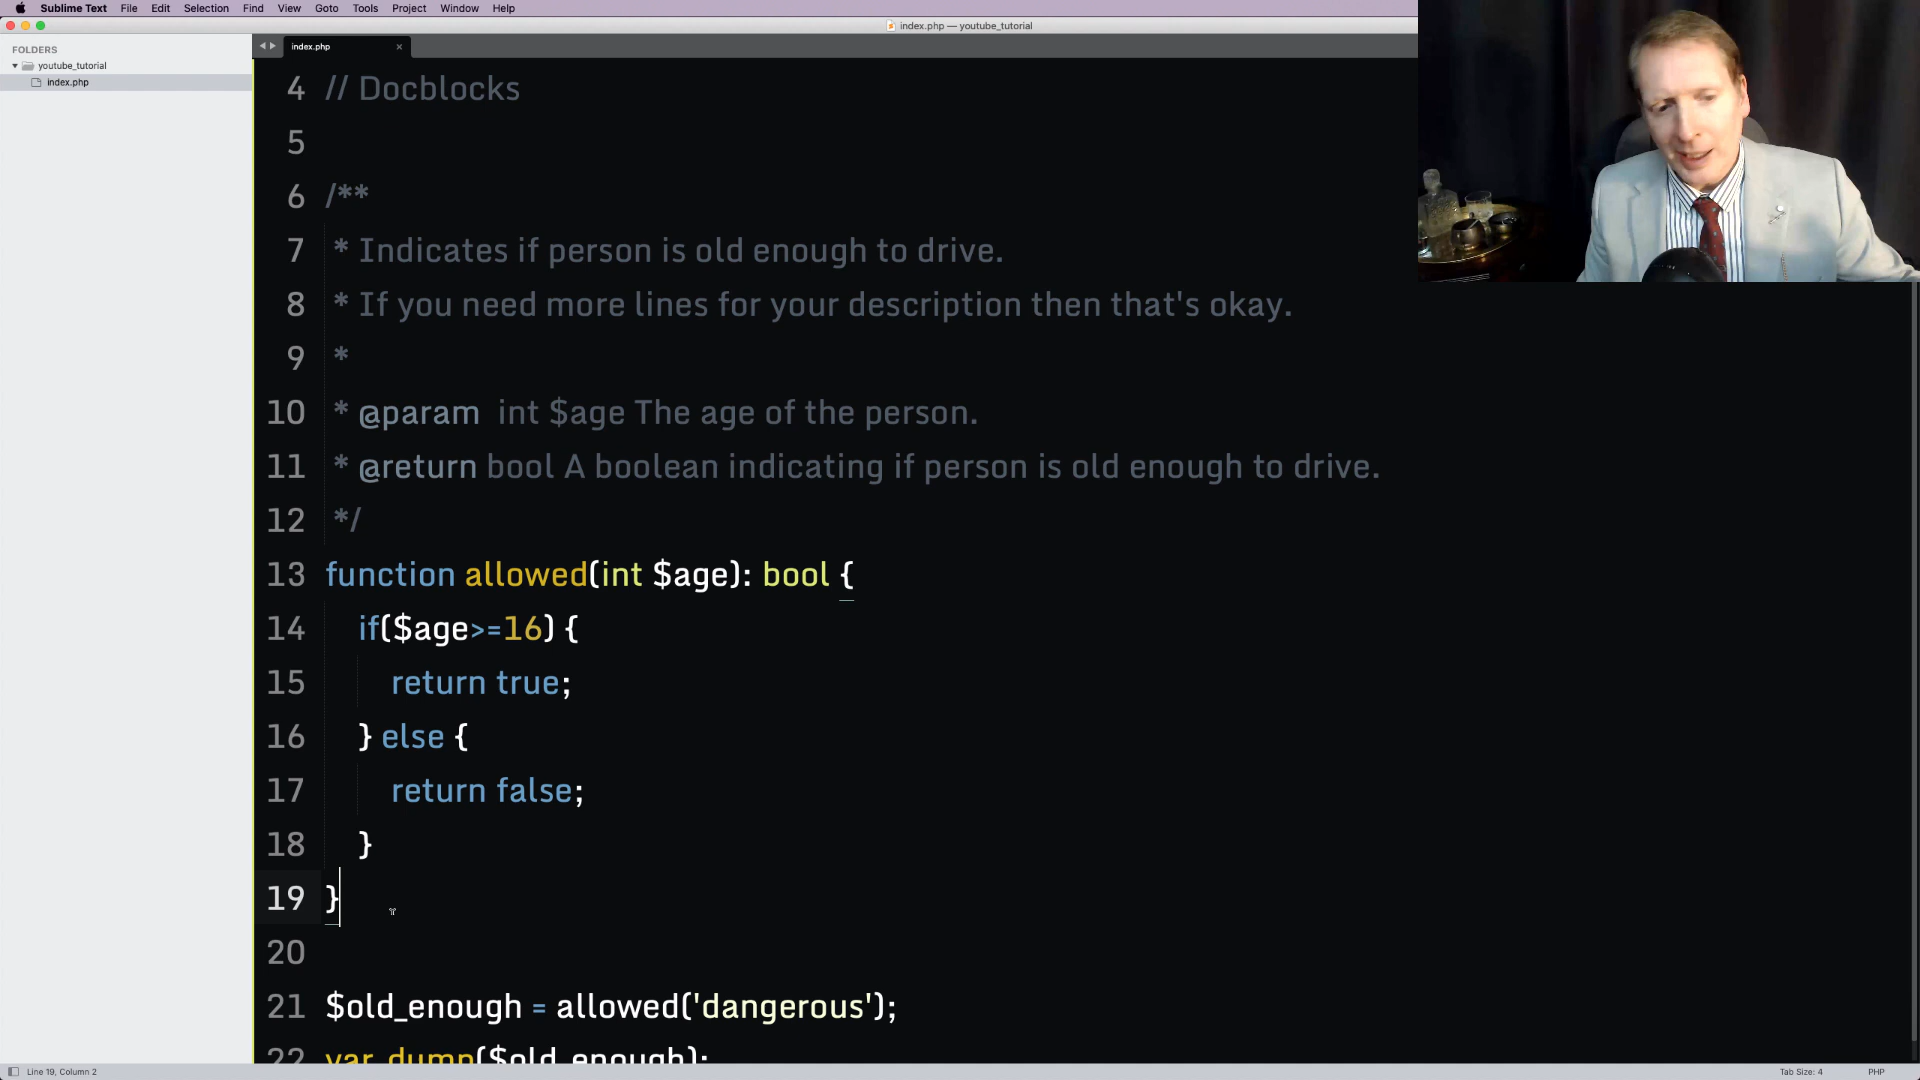 Sublime Text File Edit Selection Find View Goto Tools Project Window Help
index.php — youtube_tutorial
FOLDERS
youtube_tutorial
index.php
index.php
4 // Docblocks
5
6 /**
7 * Indicates if person is old enough to drive.
8 * If you need more lines for your description then that's okay.
9 *
10 * @param  int $age The age of the person.
11 * @return bool A boolean indicating if person is old enough to drive.
12 */
13 function allowed(int $age): bool {
14 if($age>=16) {
15 return true;
16 } else {
17 return false;
18 }
19 }
20
21 $old_enough = allowed('dangerous');
22 var_dump($old_enough);
Line 19, Column 2
Tab Size: 4
PHP